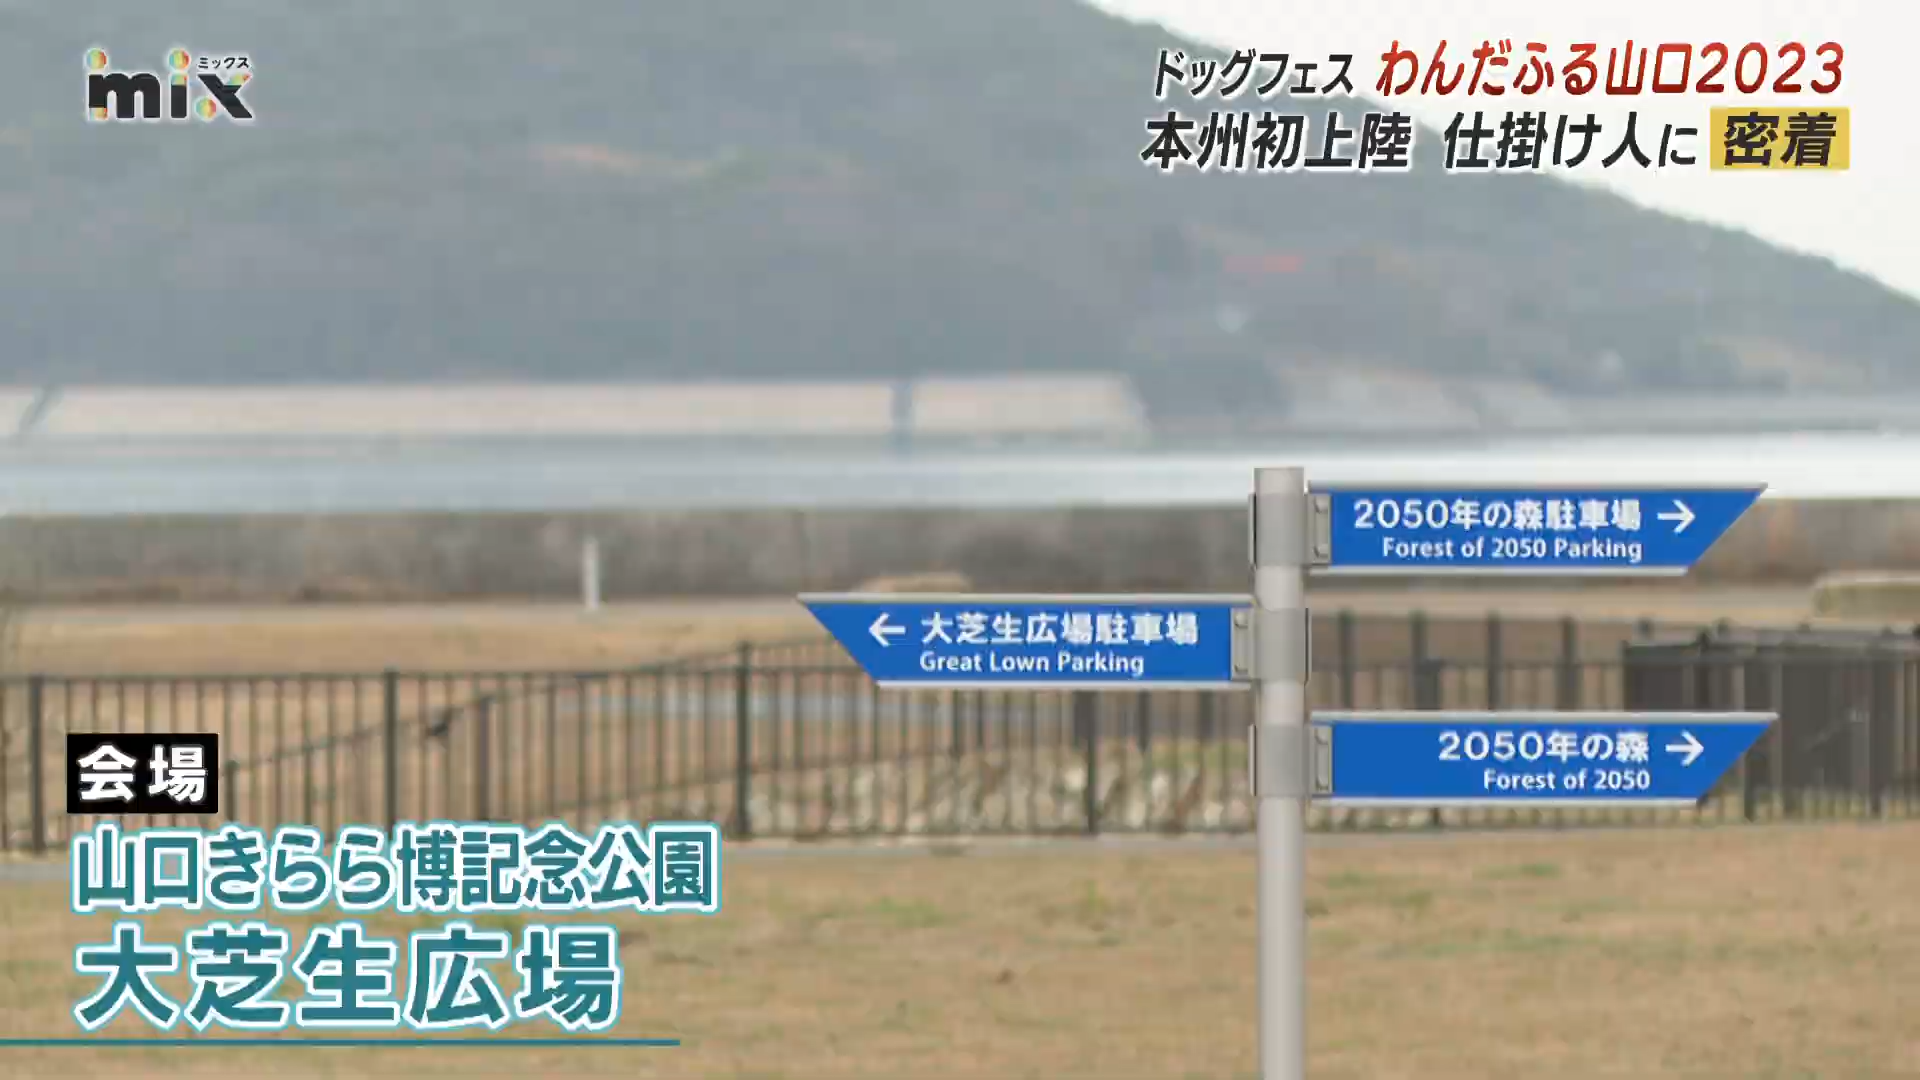 ミックス
mix
ドッグフェス わんだふる山口2023
本州初上陸 仕掛け人に 密着
2050年の森駐車場 →
Forest of 2050 Parking
← 大芝生広場駐車場
Great Lown Parking
2050年の森 →
Forest of 2050
会場
山口きらら博記念公園
大芝生広場